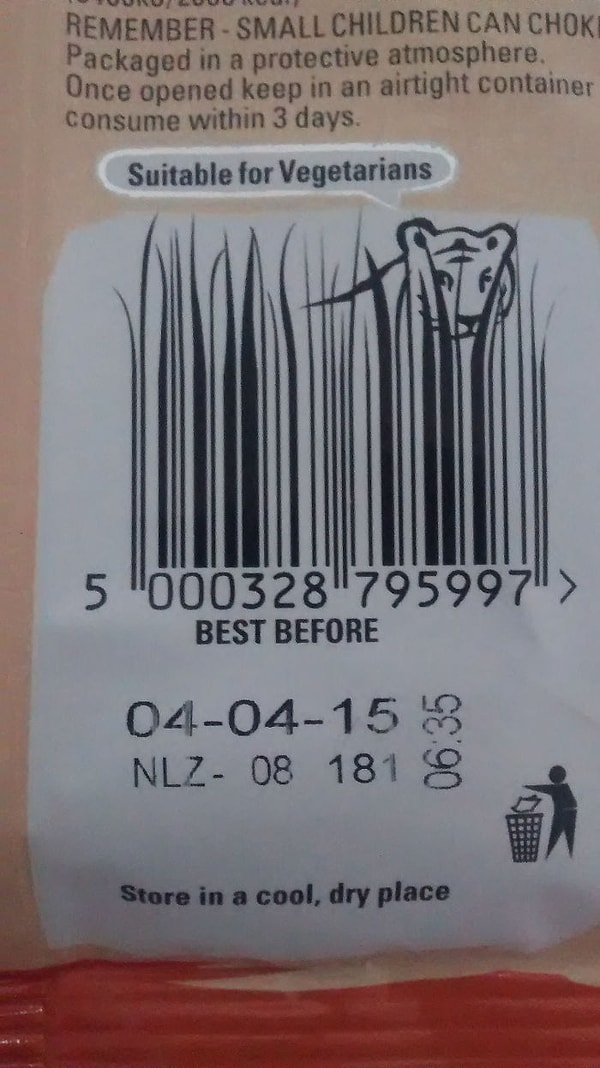 REMEMBER - SMALL CHILDREN CAN
Packaged in a protective atmosphere.
Once opened keep in an airtight container
consume within 3 days.
Suitable for Vegetarians
5 000328 795997 >
BEST BEFORE
04-04-15 06:35
NLZ- 08 181
Store in a cool, dry place